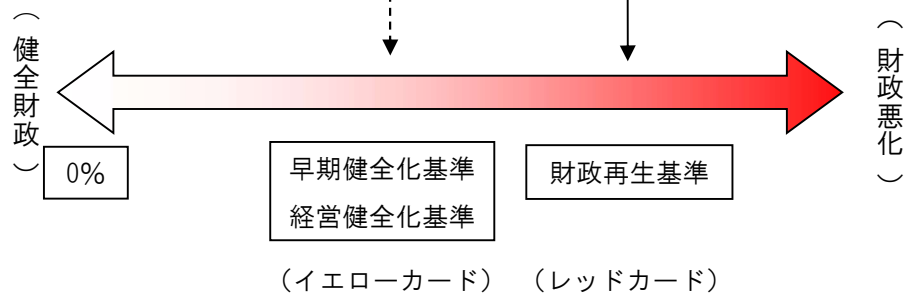 （健全財政）
（財政悪化）
0%
早期健全化基準
経営健全化基準
財政再生基準
（イエローカード）
（レッドカード）